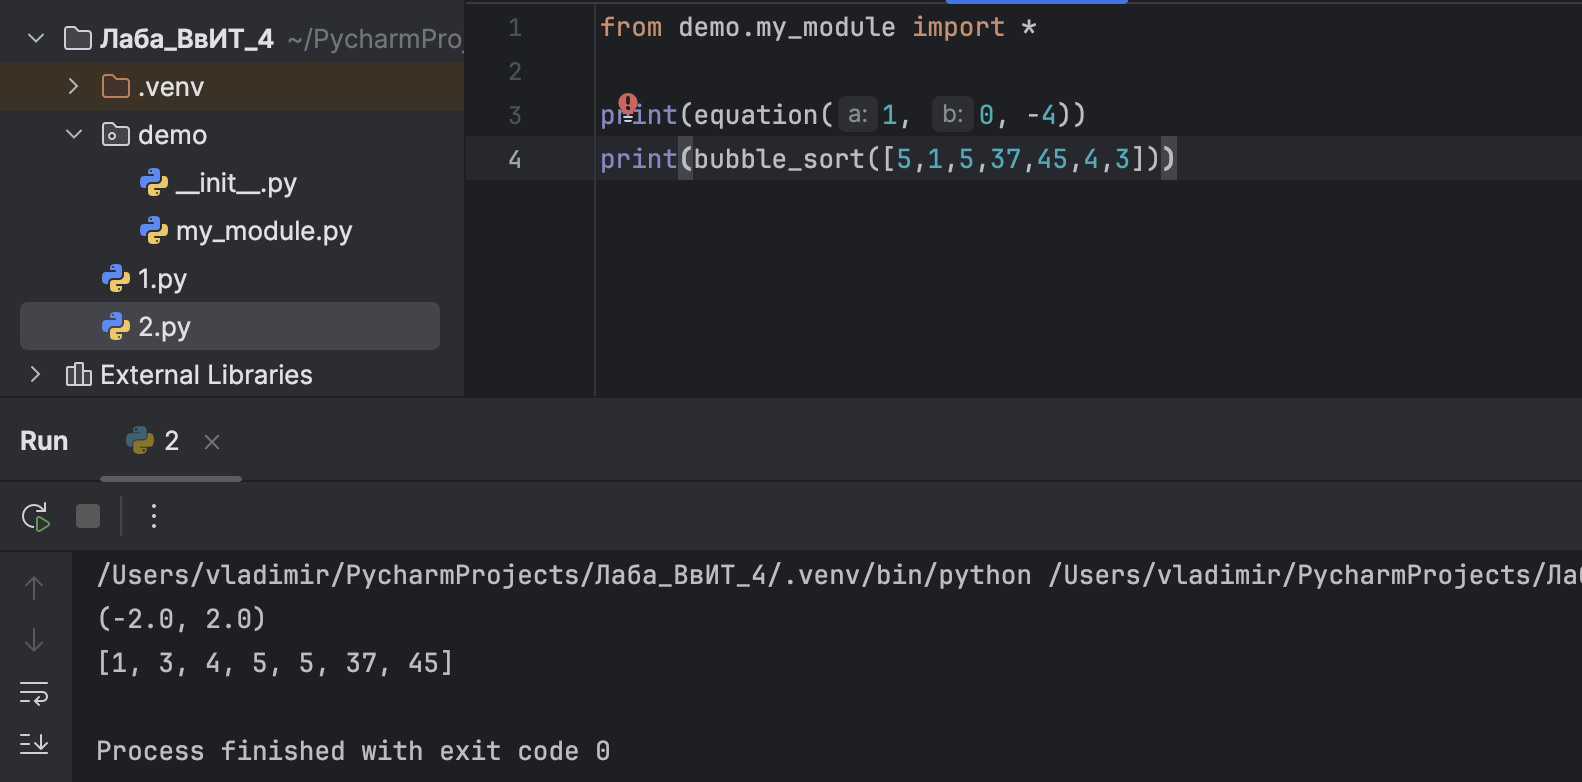 Лаба_ВвИТ_4 ~/PycharmPro
.venv
demo
__init__.py
my_module.py
1.py
2.py
External Libraries
1 from demo.my_module import *
2
3 print(equation( a: 1, b: 0, -4))
4 print(bubble_sort([5,1,5,37,45,4,3]))
Run 2
/Users/vladimir/PycharmProjects/Лаба_ВвИТ_4/.venv/bin/python /Users/vladimir/PycharmProjects/Лаб
(-2.0, 2.0)
[1, 3, 4, 5, 5, 37, 45]
Process finished with exit code 0